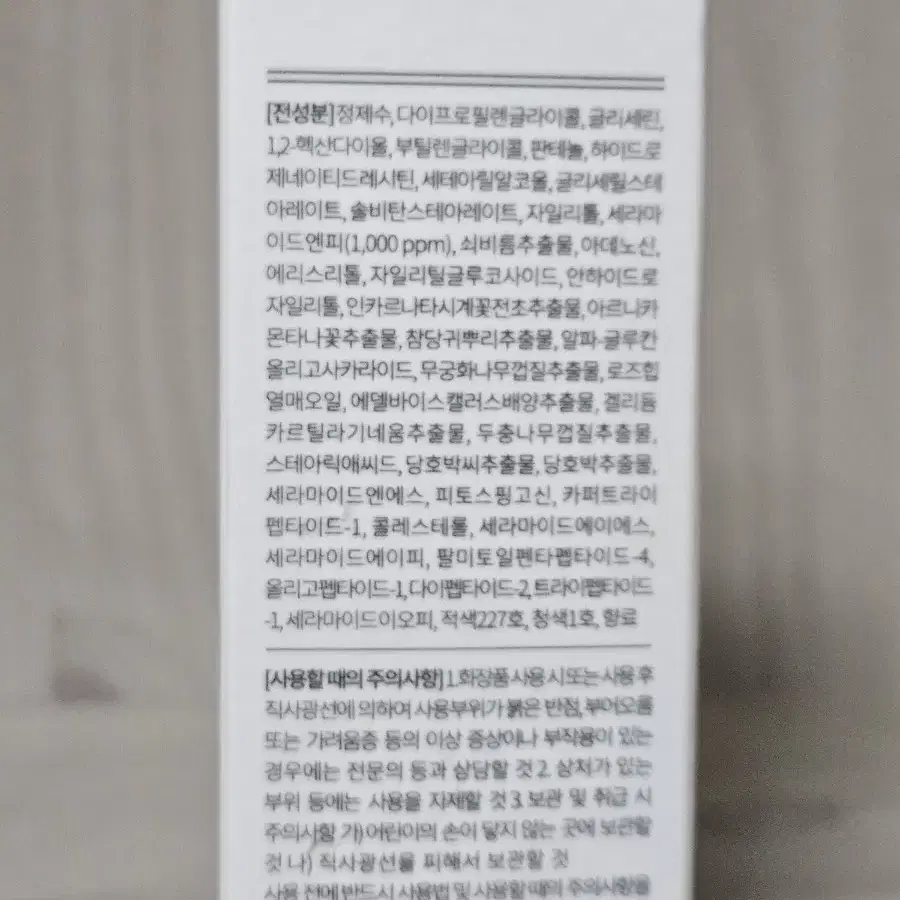 [전성분] 정제수, 다이프로필렌글라이콜, 글리세린,
1,2-헥산다이올, 부틸렌글라이콜, 판테놀, 하이드로
제네이티드레시틴, 세테아릴알코올, 글리세릴스테
아레이트, 솔비탄스테아레이트, 자일리톨, 세라마
이드엔피(1,000 ppm), 쇠비름추출물, 아데노신,
에리스리톨, 자일리틸글루코사이드, 안하이드로
자일리톨, 인카르나타시계꽃전초추출물, 아르니카
몬타나꽃추출물, 참당귀뿌리추출물, 알파-글루칸
올리고사카라이드, 무궁화나무껍질추출물, 로즈힙
열매오일, 에델바이스캘러스배양추출물, 겔리듐
카르틸라기네움추출물, 두충나무껍질추출물,
스테아릭애씨드, 당호박씨추출물, 당호박추출물,
세라마이드엔에스, 피토스핑고신, 카퍼트라이
펩타이드-1, 콜레스테롤, 세라마이드에이에스,
세라마이드에이피, 팔미토일펜타펩타이드-4,
올리고펩타이드-1, 다이펩타이드-2, 트라이펩타이드
-1, 세라마이드이오피, 적색227호, 청색1호, 향료
[사용할 때의 주의사항] 1. 화장품 사용 시 또는 사용 후
직사광선에 의하여 사용부위가 붉은 반점, 부어오름
또는 가려움증 등의 이상 증상이나 부작용이 있는
경우에는 전문의 등과 상담할 것 2. 상처가 있는
부위 등에는 사용을 자제할 것 3. 보관 및 취급 시
주의사항 가) 어린이의 손이 닿지 않는 곳에 보관할
것 나) 직사광선을 피해서 보관할 것
사용 전에 반드시 사용법 및 사용할 때의 주의사항을